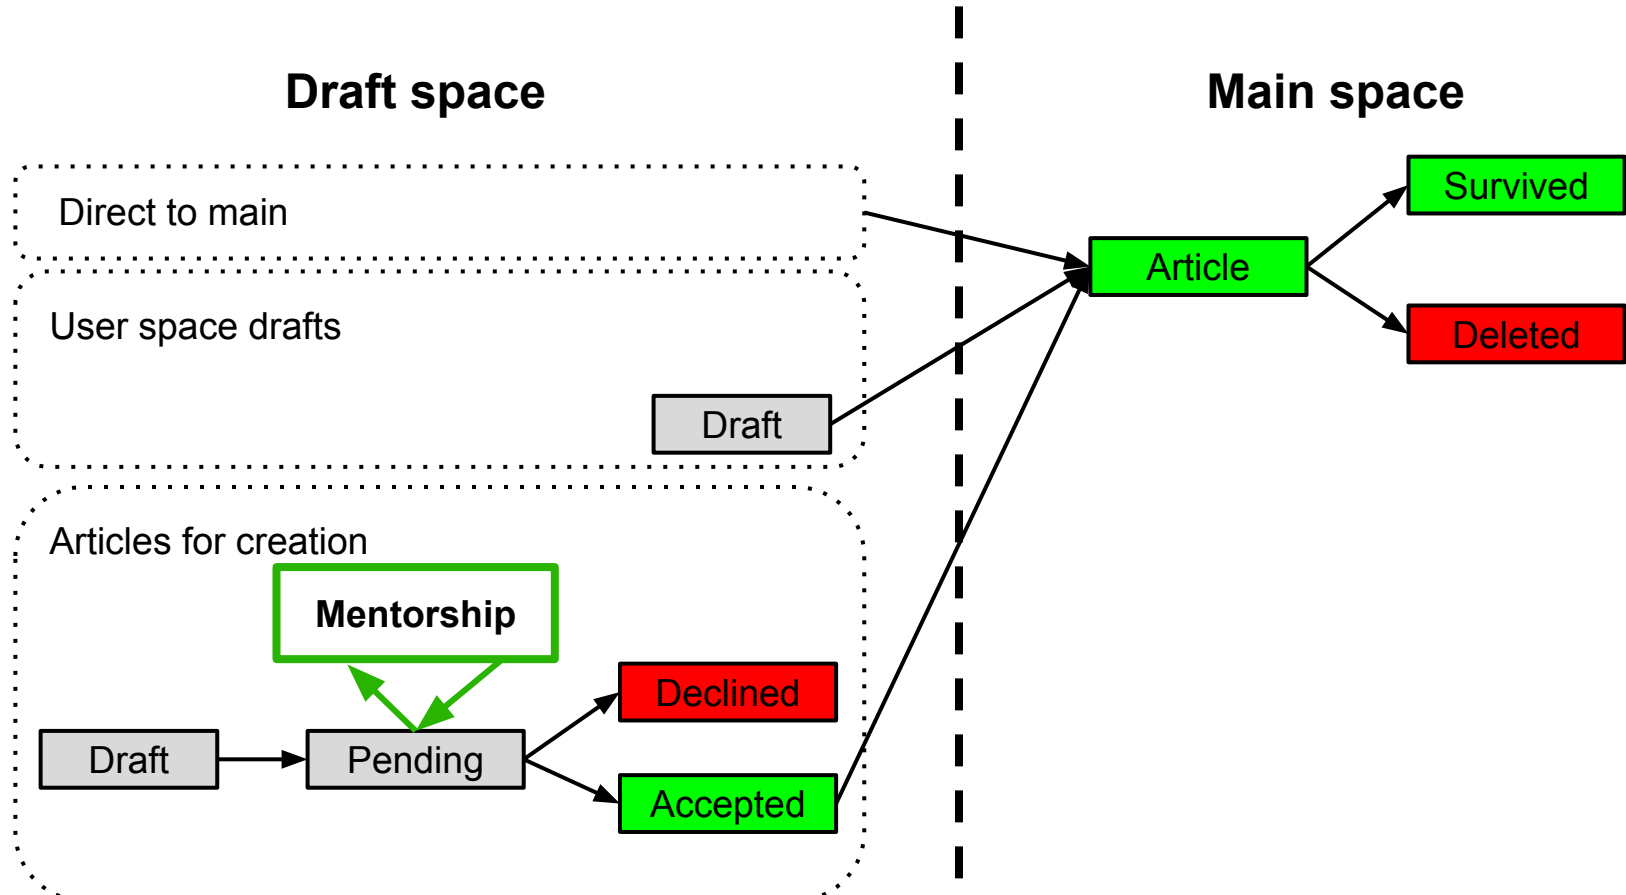 Draft space
Main space
Direct to main
Survived
Article
User space drafts
Deleted
Draft
Articles for creation
Mentorship
Declined
Draft
Pending
Accepted